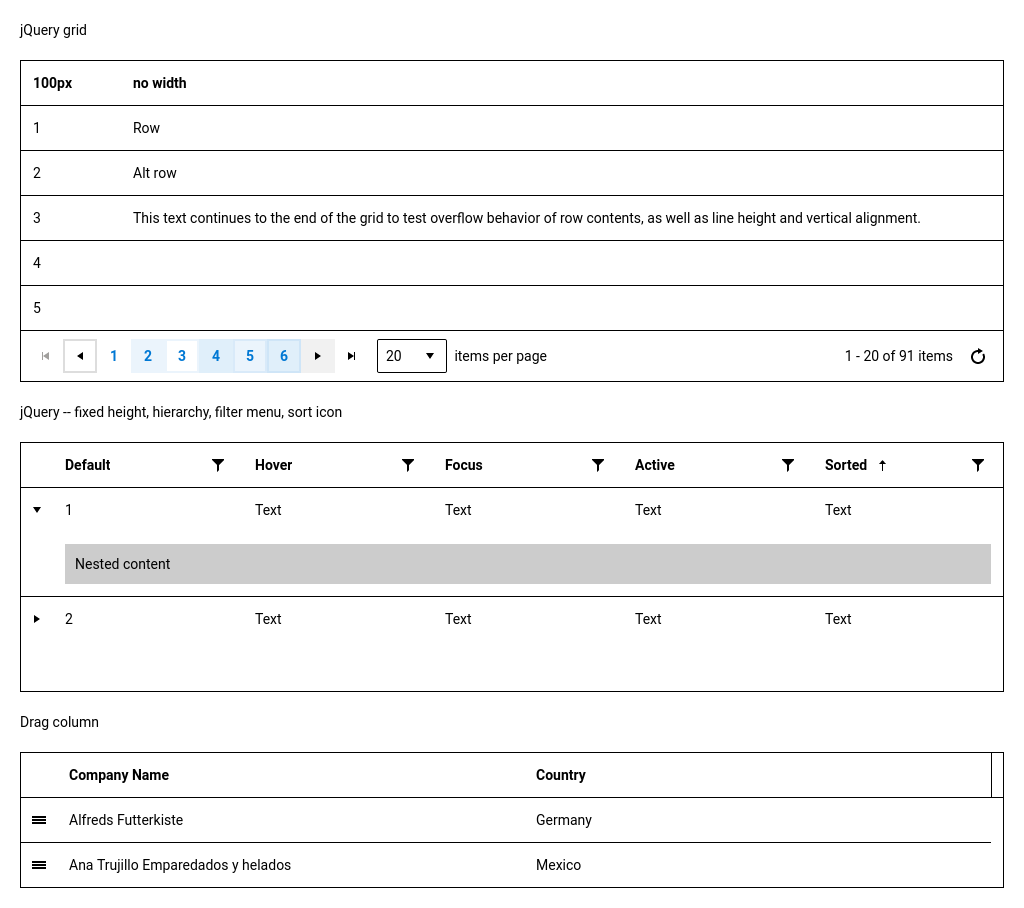 jQuery grid
100px no width
1 Row
2 Alt row
3 This text continues to the end of the grid to test overflow behavior of row contents, as well as line height and vertical alignment.
4
5
1 2 3 4 5 6 20 items per page 1 - 20 of 91 items
jQuery -- fixed height, hierarchy, filter menu, sort icon
Default Hover Focus Active Sorted
1 Text Text Text Text
Nested content
2 Text Text Text Text
Drag column
Company Name Country
Alfreds Futterkiste Germany
Ana Trujillo Emparedados y helados Mexico